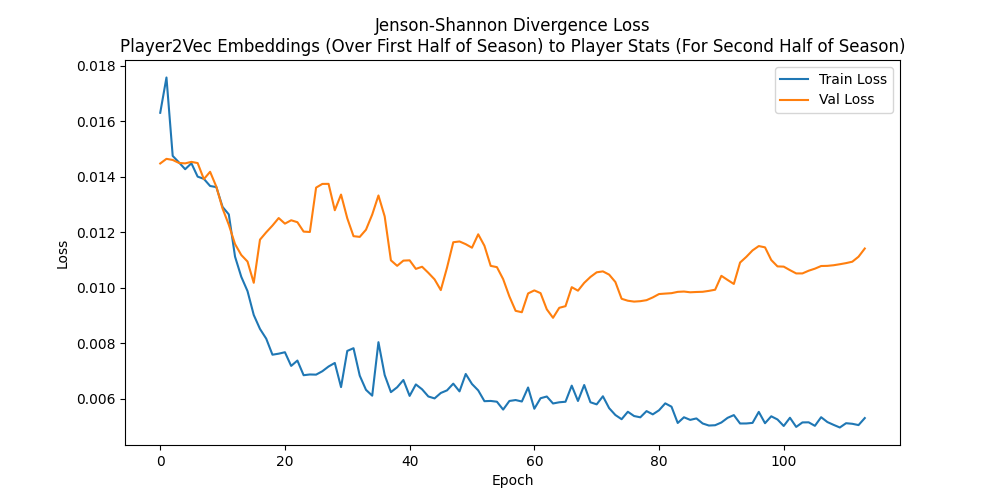 Jenson-Shannon Divergence Loss
Player2Vec Embeddings (Over First Half of Season) to Player Stats (For Second Half of Season)
0.018
0.016
0.014
0.012
0.010
0.008
0.006
Loss
Train Loss
Val Loss
0 20 40 60 80 100
Epoch